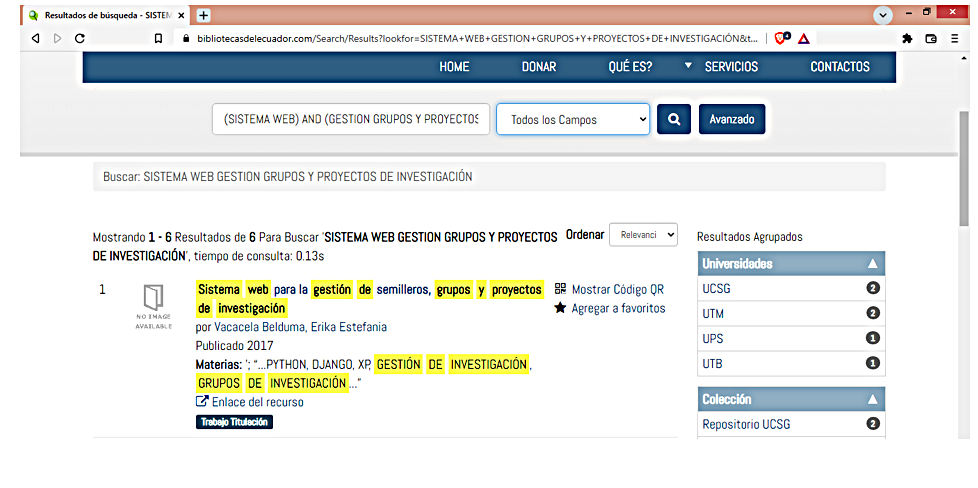 Resultados de búsqueda - SISTEM
bibliotecasdelecuador.com/Search/Results?lookfor=SISTEMA+WEB+GESTION+GRUPOS+Y+PROYECTOS+DE+INVESTIGACIÓN&t...
HOME DONAR QUÉ ES? SERVICIOS CONTACTOS
(SISTEMA WEB) AND (GESTION GRUPOS Y PROYECTOS Todos los Campos Avanzado
Buscar: SISTEMA WEB GESTION GRUPOS Y PROYECTOS DE INVESTIGACIÓN
Mostrando 1 - 6 Resultados de 6 Para Buscar 'SISTEMA WEB GESTION GRUPOS Y PROYECTOS
DE INVESTIGACIÓN', tiempo de consulta: 0.13s
Ordenar Relevanci
1
NO IMAGE
AVAILABLE
Sistema web para la gestión de semilleros, grupos y proyectos
de investigación
por Vacacela Belduma, Erika Estefania
Publicado 2017
Materias: '; "...PYTHON, DJANGO, XP, GESTIÓN DE INVESTIGACIÓN,
GRUPOS DE INVESTIGACIÓN..."
Enlace del recurso
Trabajo Titulación
Mostrar Código QR
Agregar a favoritos
Resultados Agrupados
Universidades
UCSG 2
UTM 2
UPS 1
UTB 1
Colección
Repositorio UCSG 2